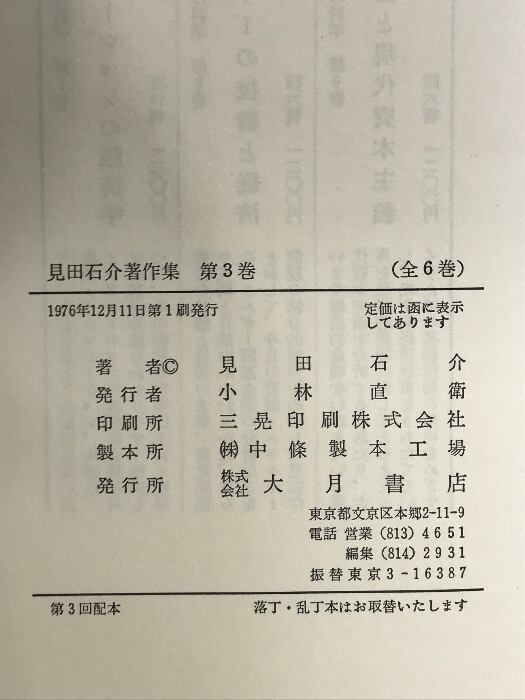 見田石介著作集　第3巻　（全6巻）
1976年12月11日第1刷発行　定価は函に表示
してあります
著者© 見田石介
発行者 小林直衛
印刷所 三晃印刷株式会社
製本所 ㈱中條製本工場
発行所 株式会社 大月書店
東京都文京区本郷2-11-9
電話 営業（813）4651
編集（814）2931
振替東京3-16387
第3回配本　落丁・乱丁本はお取替いたします